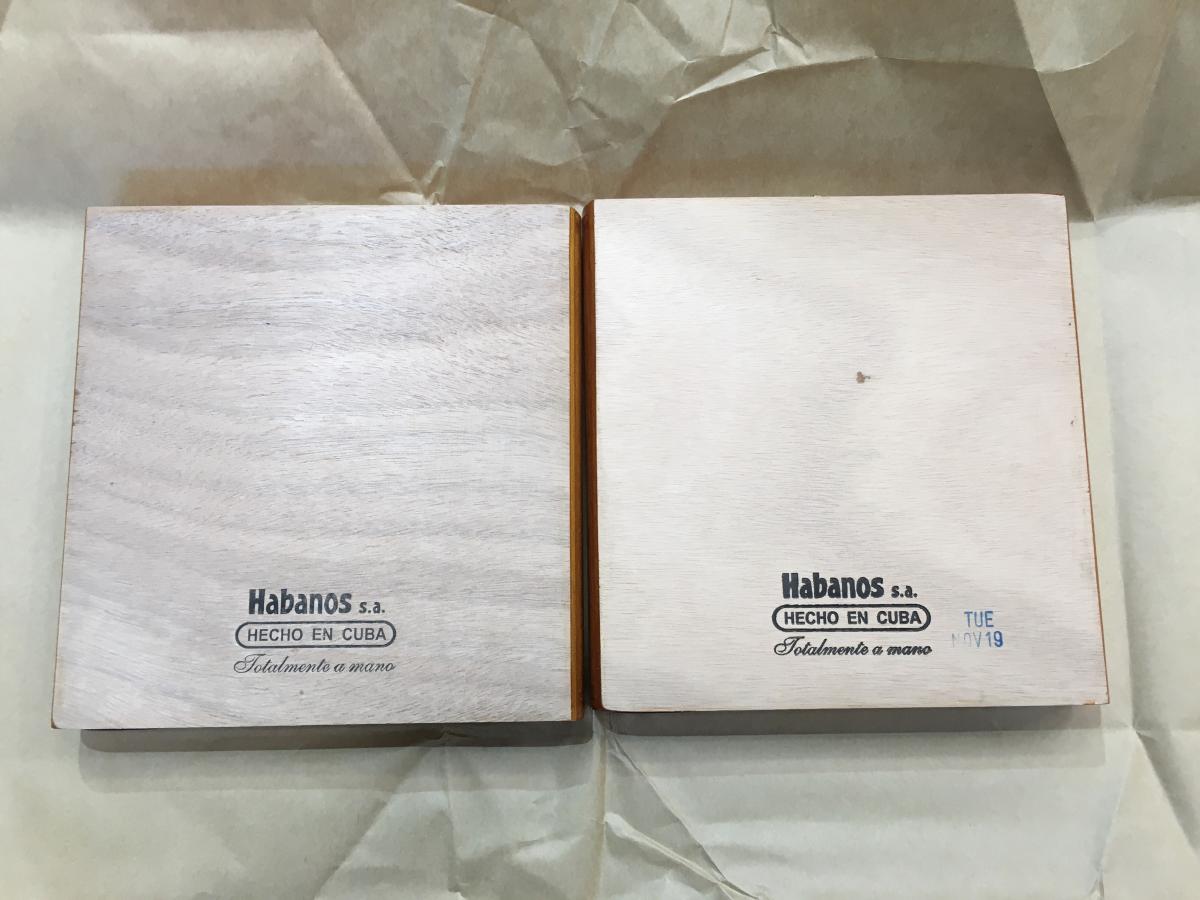 Habanos s.a.
HECHO EN CUBA
Totalmente a mano
Habanos s.a.
HECHO EN CUBA
Totalmente a mano
TUE
NOV19